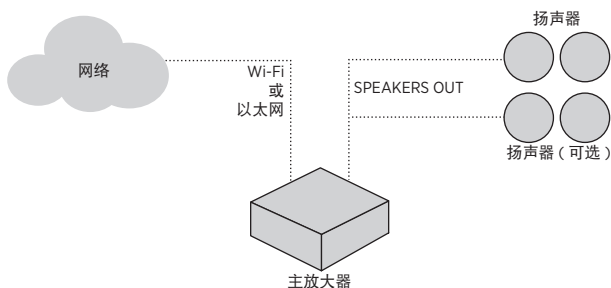 扬声器
网络
Wi-Fi
或
以太网
SPEAKERS OUT
扬声器 ( 可选 )
主放大器